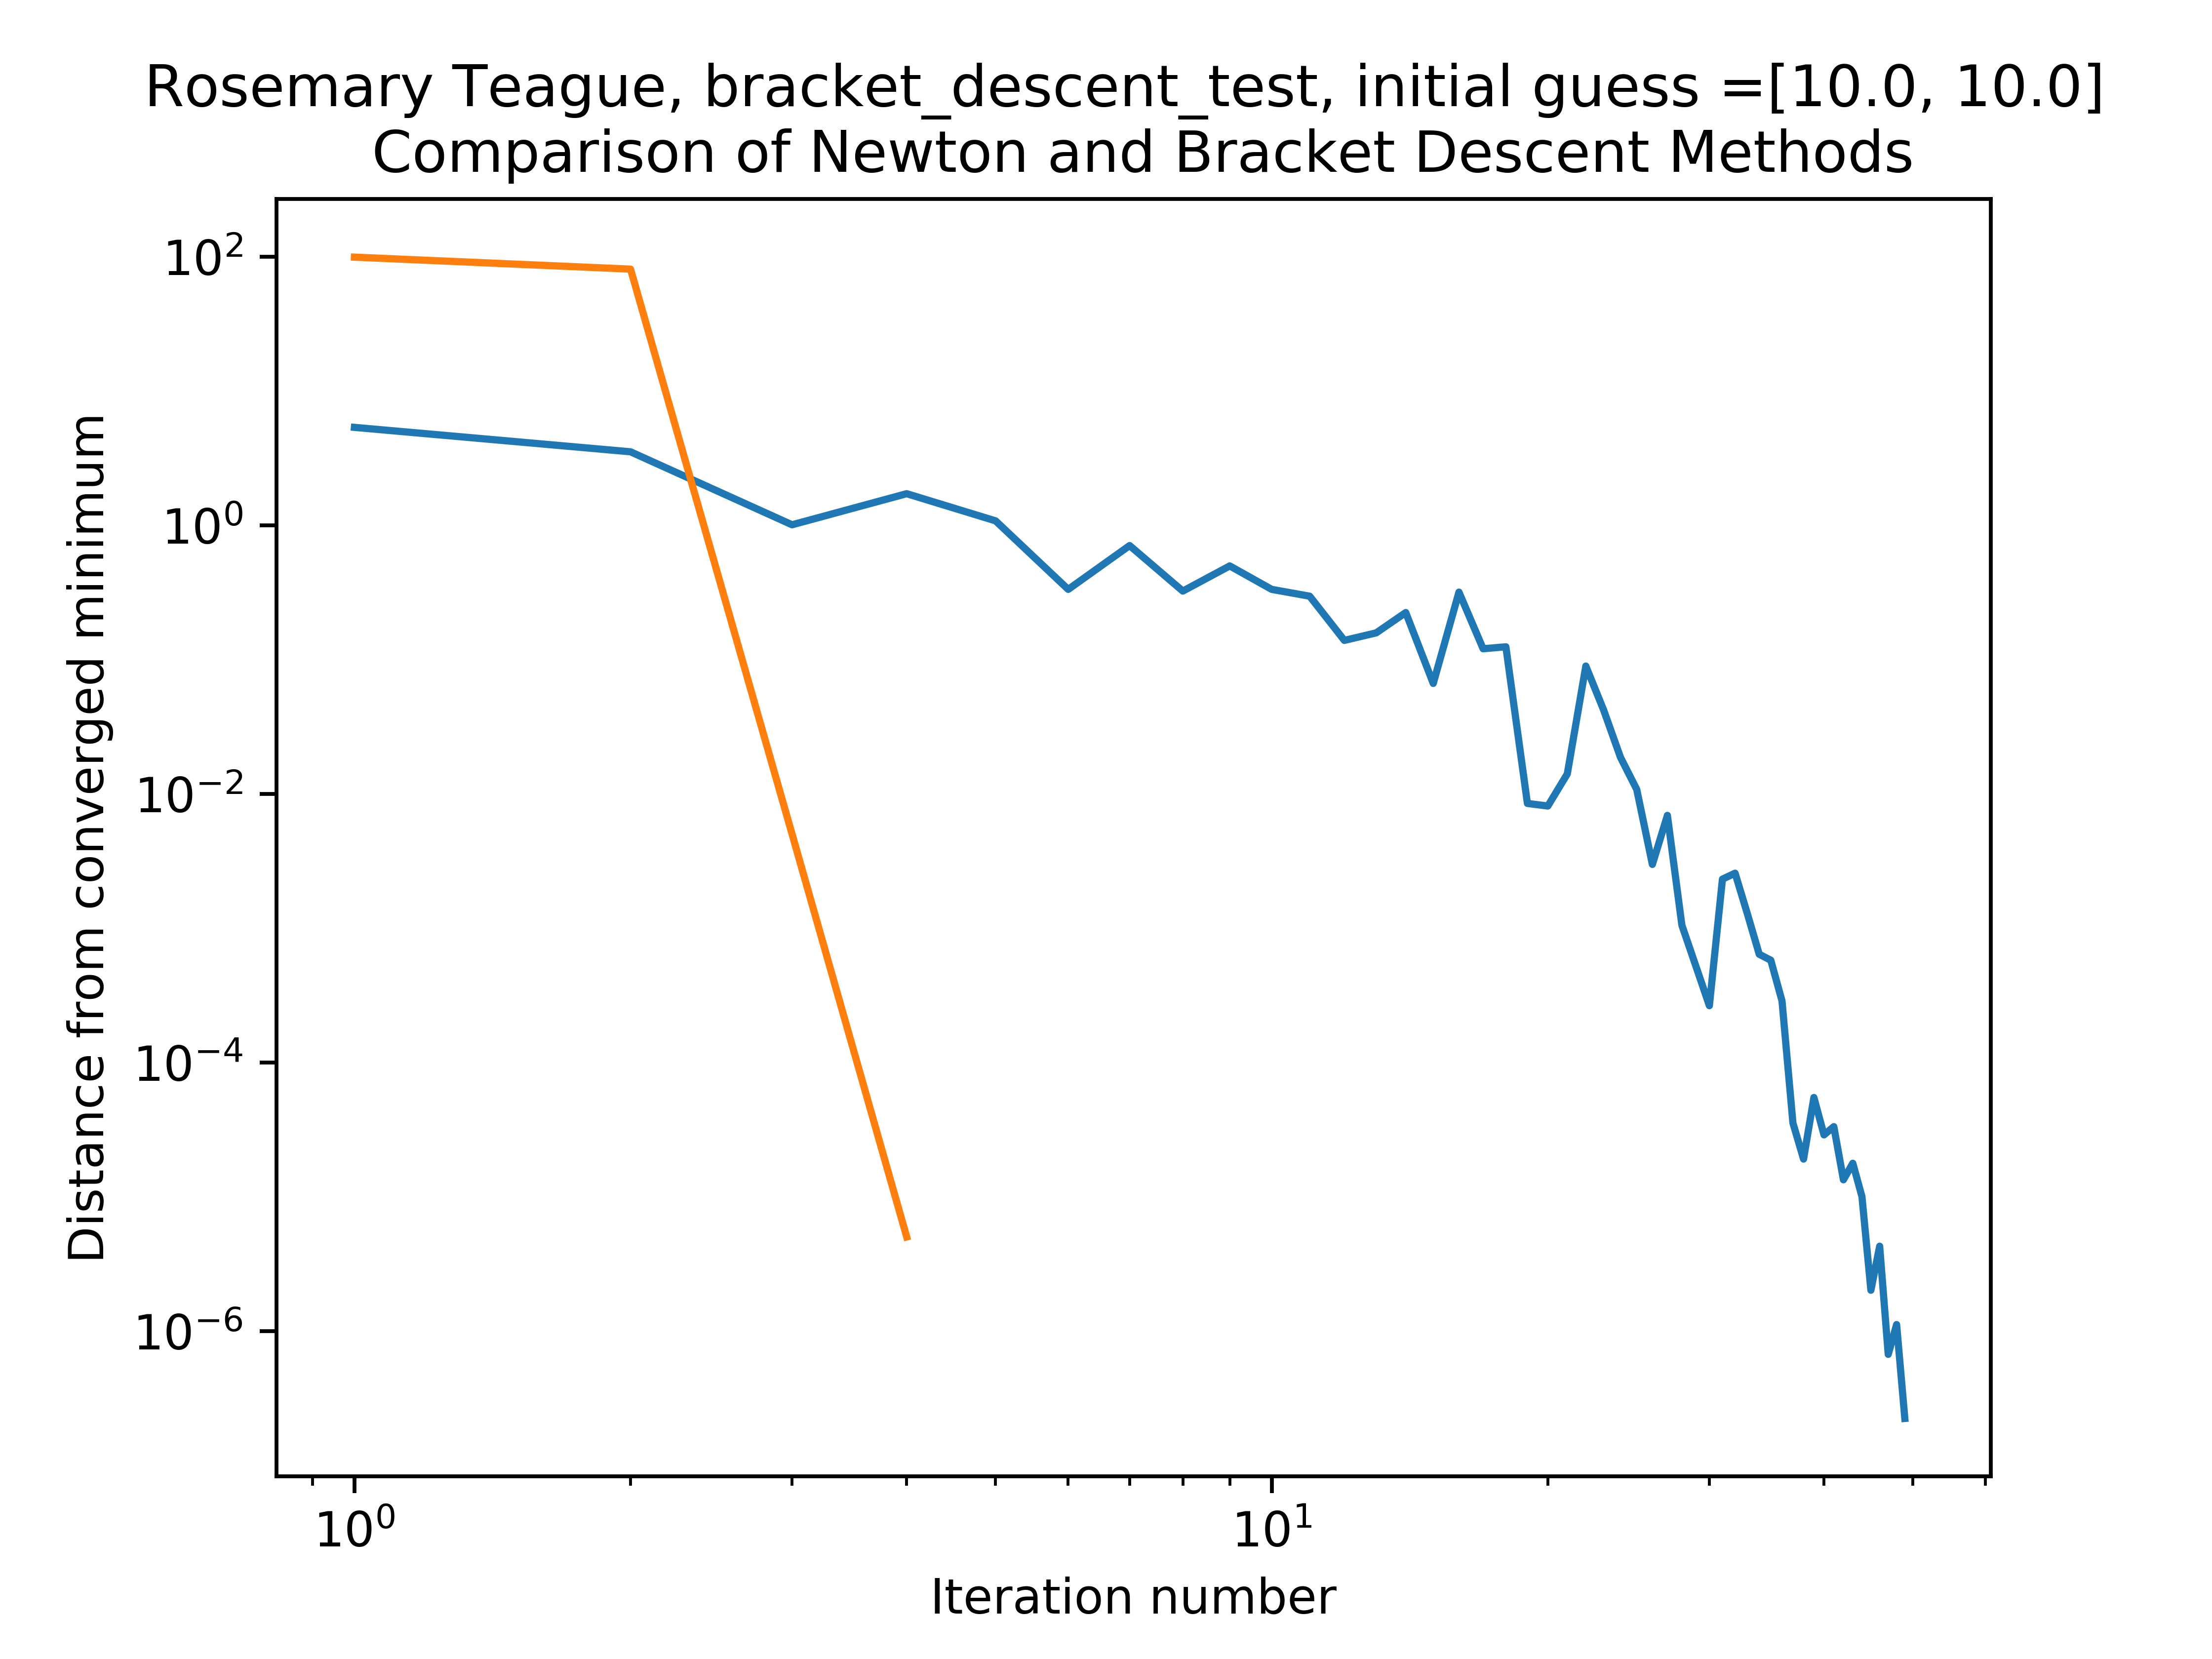 Rosemary Teague, bracket_descent_test, initial guess =[10.0, 10.0]
Comparison of Newton and Bracket Descent Methods
10²
10⁰
10⁻²
10⁻⁴
10⁻⁶
Distance from converged minimum
10⁰
10¹
Iteration number